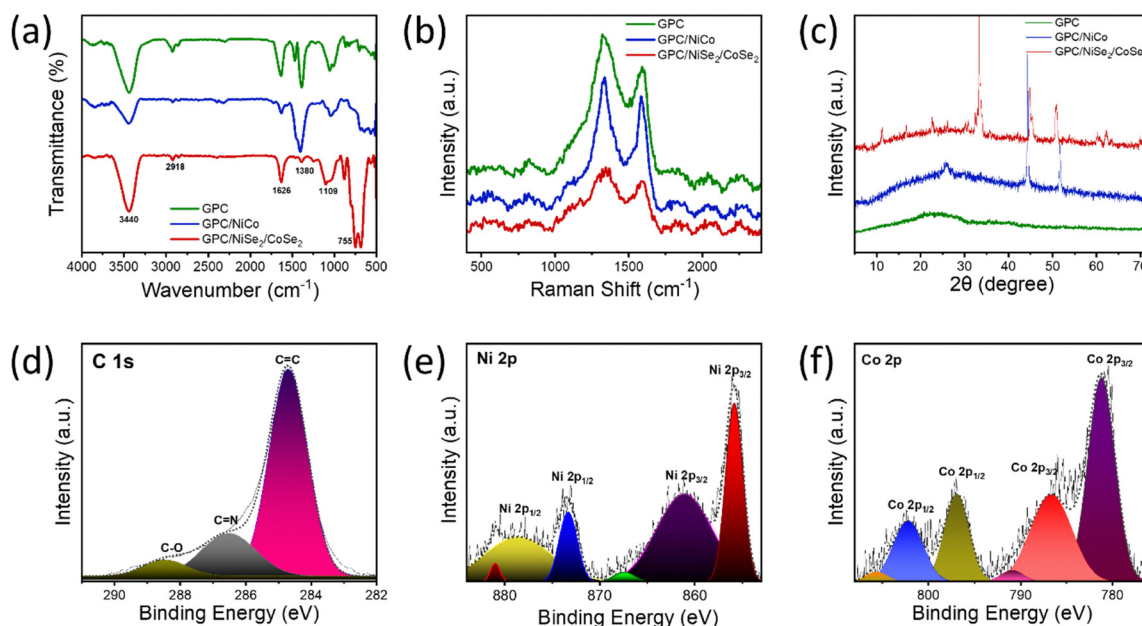 (a)
Transmittance (%)
2918
1626
1380
1109
3440
755
GPC
GPC/NiCo
GPC/NiSe₂/CoSe₂
4000 3500 3000 2500 2000 1500 1000 500
Wavenumber (cm⁻¹)
(b)
Intensity (a.u.)
GPC
GPC/NiCo
GPC/NiSe₂/CoSe₂
500 1000 1500 2000
Raman Shift (cm⁻¹)
(c)
Intensity (a.u.)
GPC
GPC/NiCo
GPC/NiSe₂/CoSe
10 20 30 40 50 60 70
2θ (degree)
(d)
C 1s
C=C
C=N
C-O
Intensity (a.u.)
290 288 286 284 282
Binding Energy (eV)
(e)
Ni 2p
Ni 2p₃/₂
Ni 2p₁/₂
Ni 2p₃/₂
Ni 2p₁/₂
Intensity (a.u.)
880 870 860
Binding Energy (eV)
(f)
Co 2p
Co 2p₃/₂
Co 2p₁/₂
Co 2p₃/₂
Co 2p₁/₂
Intensity (a.u.)
800 790 780
Binding Energy (eV)